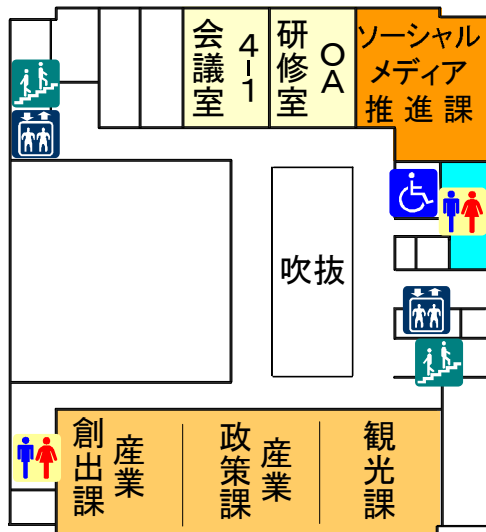 会議室
4-1
研修室
OA
ソーシャル
メディア
推進課
吹抜
産業
創出課
産業
政策課
観光課